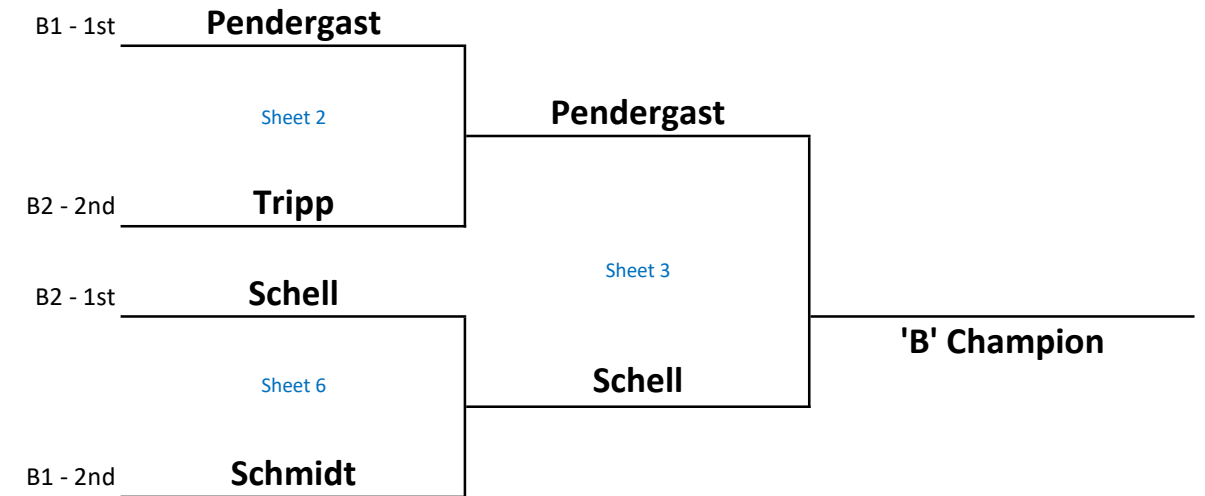 B1 - 1st Pendergast
Sheet 2
Pendergast
B2 - 2nd Tripp
Sheet 3
B2 - 1st Schell
'B' Champion
Sheet 6
Schell
B1 - 2nd Schmidt